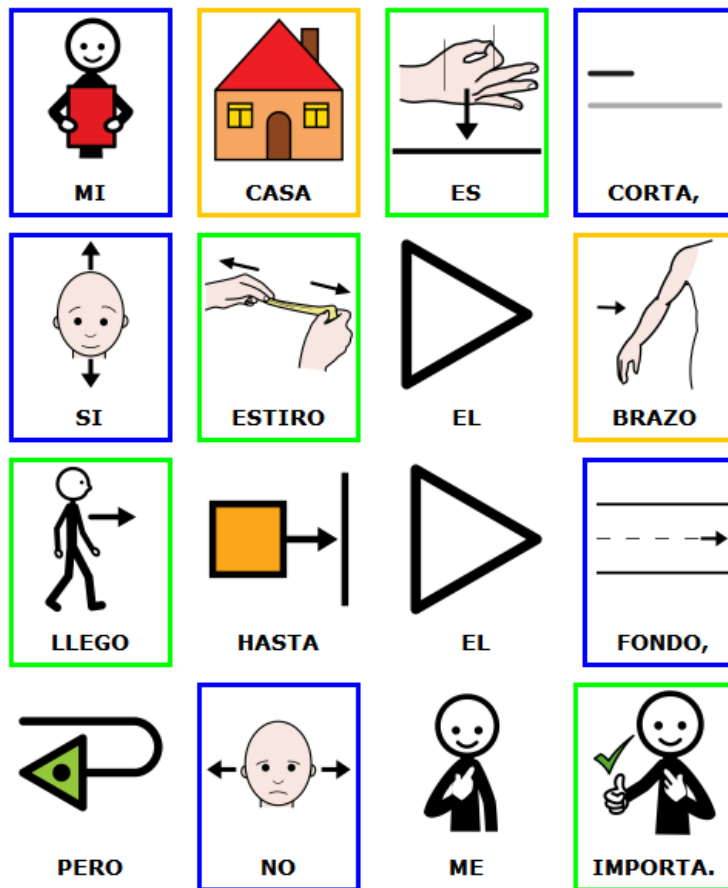 MI CASA ES CORTA,
SI ESTIRO EL BRAZO
LLEGO HASTA EL FONDO,
PERO NO ME IMPORTA.